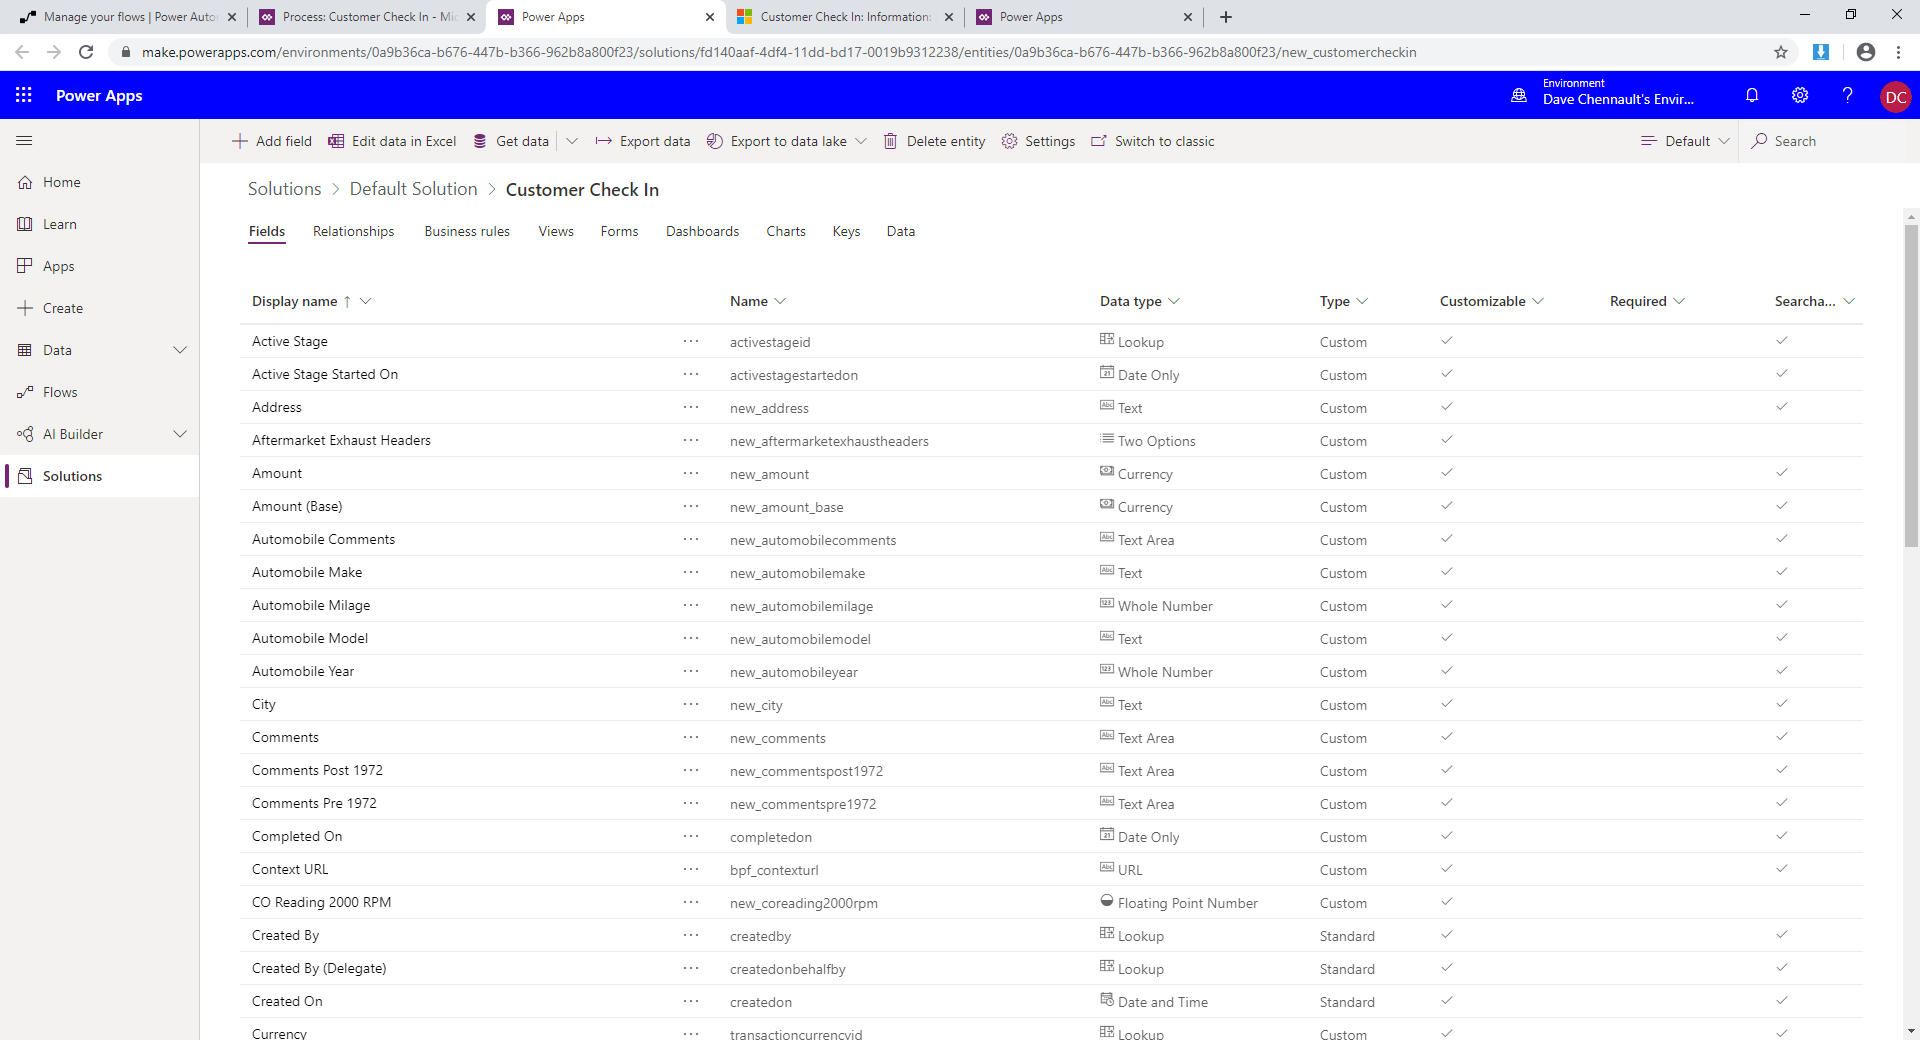 Manage your flows | Power Auto
Process: Customer Check In - Mic
Power Apps
Customer Check In: Information:
Power Apps
make.powerapps.com/environments/0a9b36ca-b676-447b-b366-962b8a800f23/solutions/fd140aaf-4df4-11dd-bd17-0019b9312238/entities/0a9b36ca-b676-447b-b366-962b8a800f23/new_customercheckin
Power Apps
Environment
Dave Chennault's Envir...
DC
Add field
Edit data in Excel
Get data
Export data
Export to data lake
Delete entity
Settings
Switch to classic
Default
Search
Home
Learn
Apps
Create
Data
Flows
AI Builder
Solutions
Solutions > Default Solution > Customer Check In
Fields Relationships Business rules Views Forms Dashboards Charts Keys Data
Display name Name Data type Type Customizable Required Searcha...
Active Stage ... activestageid Lookup Custom
Active Stage Started On ... activestagestartedon Date Only Custom
Address ... new_address Text Custom
Aftermarket Exhaust Headers ... new_aftermarketexhaustheaders Two Options Custom
Amount ... new_amount Currency Custom
Amount (Base) ... new_amount_base Currency Custom
Automobile Comments ... new_automobilecomments Text Area Custom
Automobile Make ... new_automobilemake Text Custom
Automobile Milage ... new_automobilemilage Whole Number Custom
Automobile Model ... new_automobilemodel Text Custom
Automobile Year ... new_automobileyear Whole Number Custom
City ... new_city Text Custom
Comments ... new_comments Text Area Custom
Comments Post 1972 ... new_commentspost1972 Text Area Custom
Comments Pre 1972 ... new_commentspre1972 Text Area Custom
Completed On ... completedon Date Only Custom
Context URL ... bpf_contexturl URL Custom
CO Reading 2000 RPM ... new_coreading2000rpm Floating Point Number Custom
Created By ... createdby Lookup Standard
Created By (Delegate) ... createdonbehalfby Lookup Standard
Created On ... createdon Date and Time Standard
Currency ... transactioncurrencyid Lookup Custom